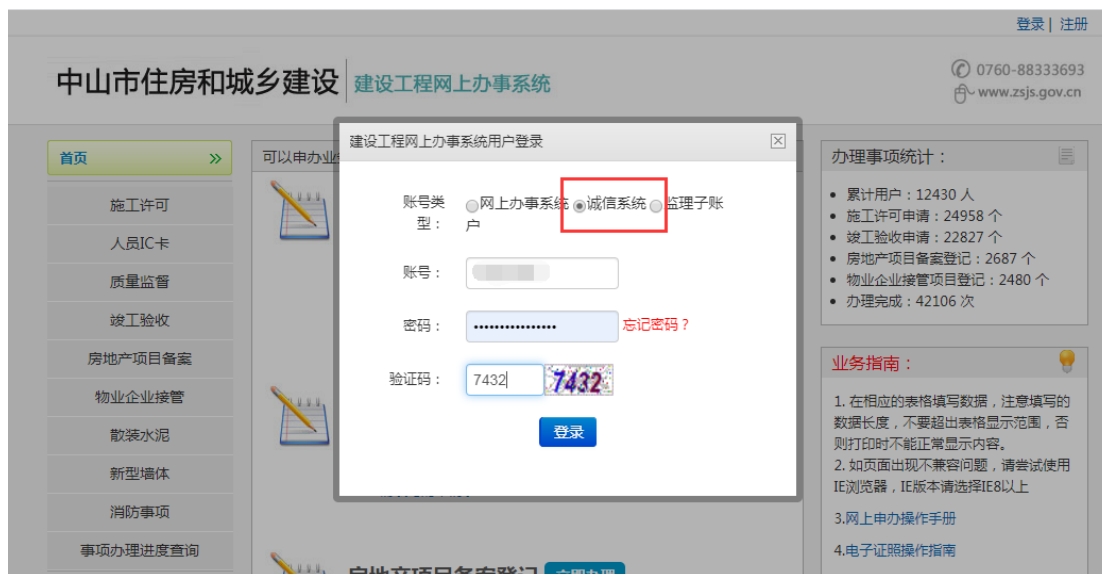 登录 | 注册
中山市住房和城乡建设
建设工程网上办事系统
0760-88333693
www.zsjs.gov.cn
首页 »
施工许可
人员IC卡
质量监督
竣工验收
房地产项目备案
物业企业接管
散装水泥
新型墙体
消防事项
事项办理进度查询
可以申办业
建设工程网上办事系统用户登录
账号类型:
网上办事系统
诚信系统
监理子账户
账号:
密码:
••••••••••••••••
忘记密码?
验证码:
7432
7432
登录
办理事项统计:
• 累计用户:12430 人
• 施工许可申请:24958 个
• 竣工验收申请:22827 个
• 房地产项目备案登记:2687 个
• 物业企业接管项目登记:2480 个
• 办理完成:42106 次
业务指南:
1. 在相应的表格填写数据,注意填写的
数据长度,不要超出表格显示范围,否
则打印时不能正常显示内容。
2. 如页面出现不兼容问题,请尝试使用
IE浏览器,IE版本请选择IE8以上
3.网上申办操作手册
4.电子证照操作指南
房地产项目备案登记
立即办理